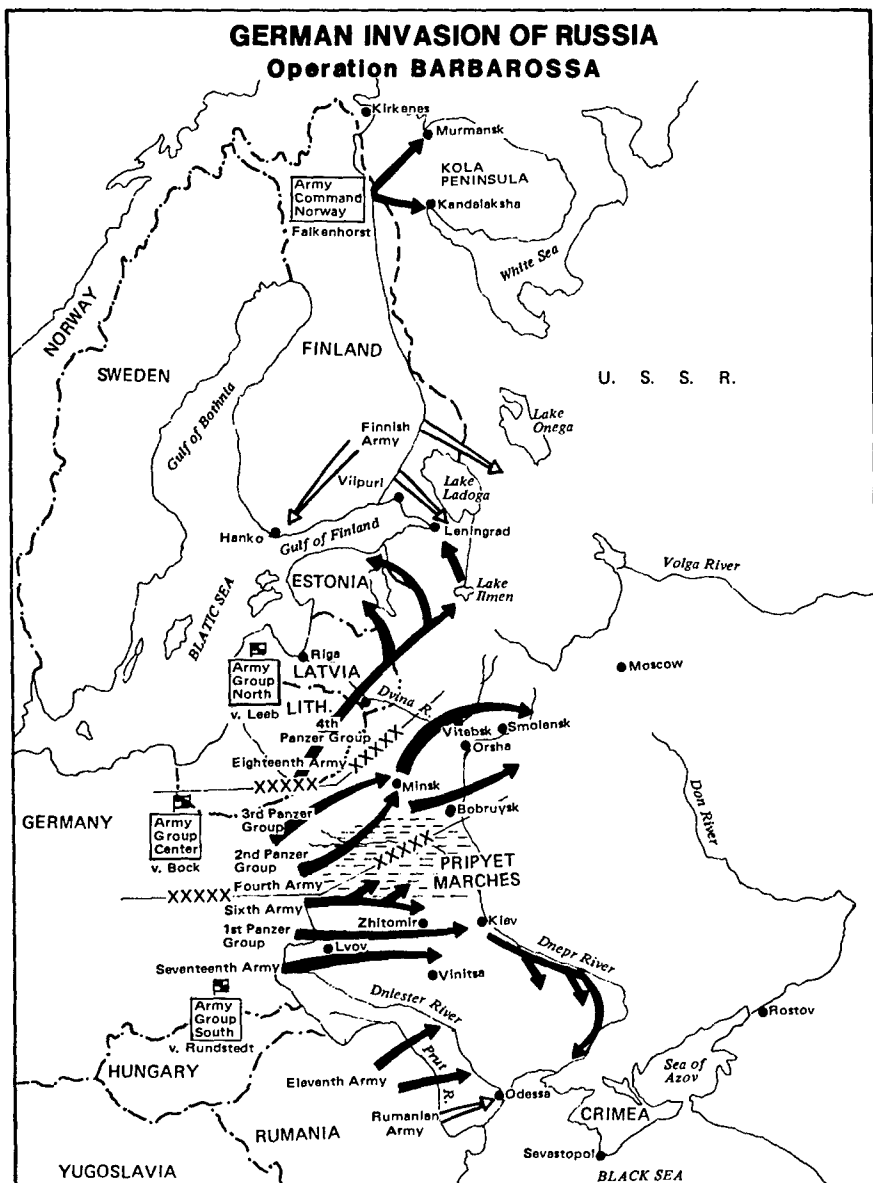 GERMAN INVASION OF RUSSIA
Operation BARBAROSSA
Kirkenes
Murmansk
KOLA
PENINSULA
Army
Command
Norway
Falkenhorst
Kandalaksha
White Sea
NORWAY
FINLAND
SWEDEN
U. S. S. R.
Gulf of Bothnia
Lake
Onega
Finnish
Army
Viipuri
Lake
Ladoga
Hanko
Gulf of Finland
Leningrad
Volga River
ESTONIA
Lake
Ilmen
BLATIC SEA
Riga
Moscow
Army
Group
North
v. Leeb
LATVIA
LITH.
Dvina R.
4th
Panzer Group
Vitebsk
Smolensk
Orsha
Eighteenth Army
XXXXX
XXXXX
Minsk
Don River
GERMANY
Army
Group
Center
v. Bock
3rd Panzer
Group
Bobruysk
2nd Panzer
Group
XXXXX
PRIPYET
MARCHES
Fourth Army
XXXXX
Sixth Army
Zhitomir
Kiev
1st Panzer
Group
Lvov
Dnepr River
Seventeenth Army
Vinitsa
Army
Group
South
v. Rundstedt
Dniester River
Rostov
HUNGARY
Prut R.
Sea of
Azov
Eleventh Army
Odessa
CRIMEA
Rumanian
Army
RUMANIA
Sevastopol
YUGOSLAVIA
BLACK SEA